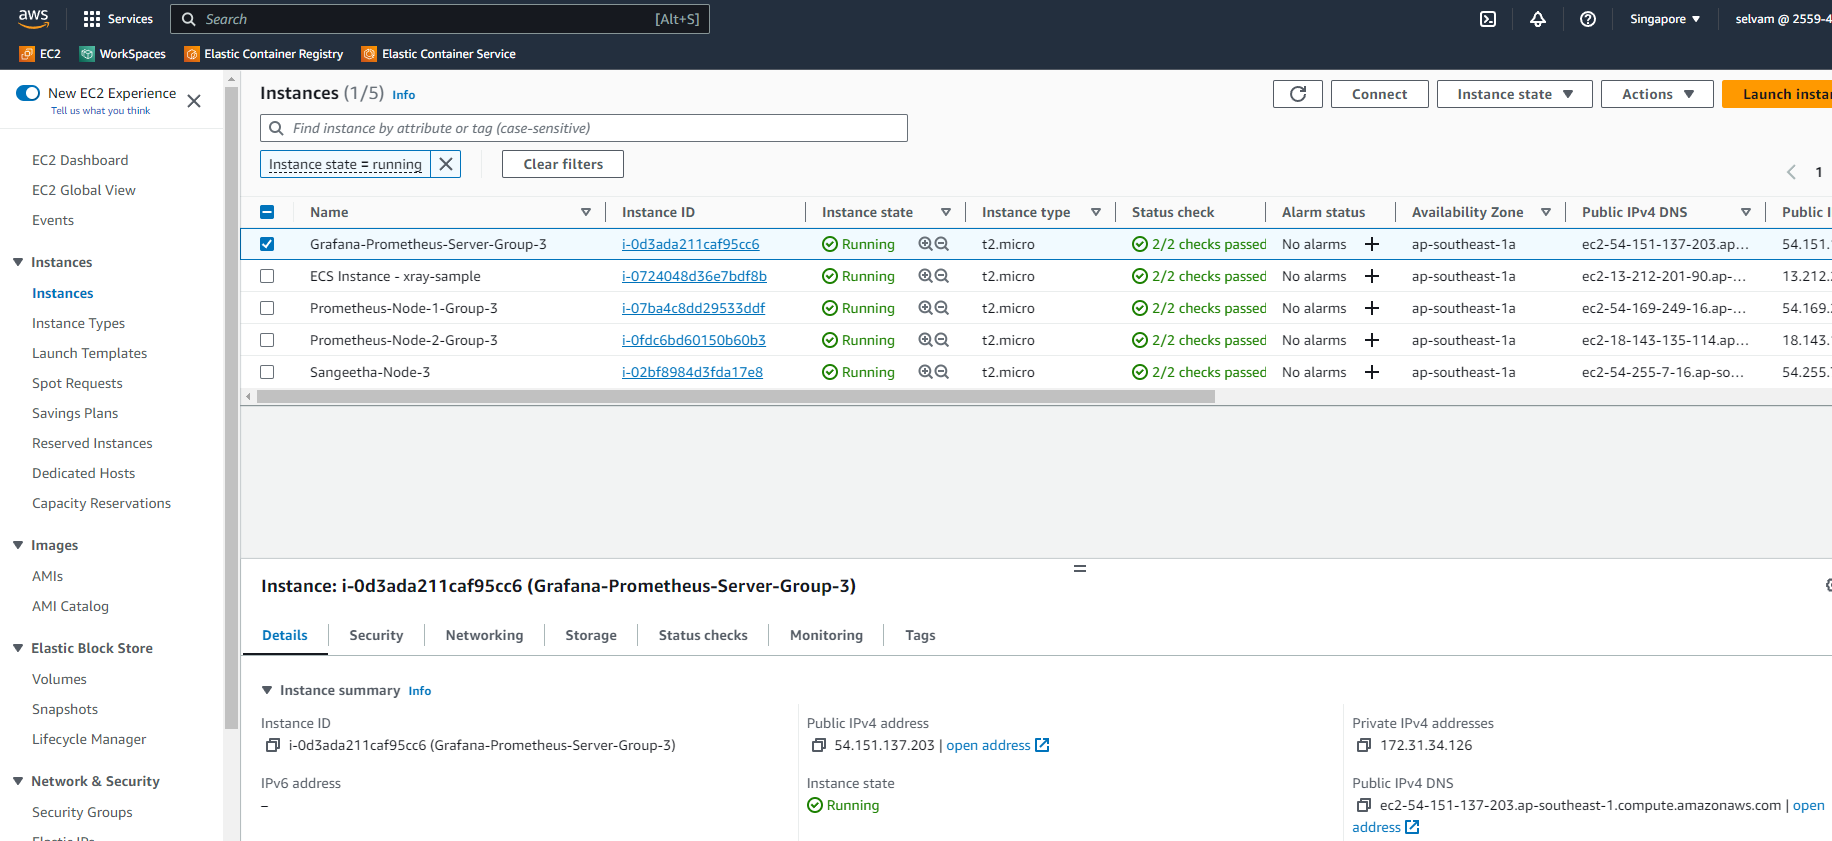 aws
Services
Search
[Alt+S]
Singapore
selvam @ 2559-4
EC2
WorkSpaces
Elastic Container Registry
Elastic Container Service
New EC2 Experience
Tell us what you think
EC2 Dashboard
EC2 Global View
Events
Instances
Instances
Instance Types
Launch Templates
Spot Requests
Savings Plans
Reserved Instances
Dedicated Hosts
Capacity Reservations
Images
AMIs
AMI Catalog
Elastic Block Store
Volumes
Snapshots
Lifecycle Manager
Network & Security
Security Groups
Elastic IPs
Instances (1/5) Info
Connect
Instance state
Actions
Launch instan
Find instance by attribute or tag (case-sensitive)
Instance state = running
Clear filters
1
Name Instance ID Instance state Instance type Status check Alarm status Availability Zone Public IPv4 DNS Public I
Grafana-Prometheus-Server-Group-3 i-0d3ada211caf95cc6 Running t2.micro 2/2 checks passed No alarms ap-southeast-1a ec2-54-151-137-203.ap... 54.151.
ECS Instance - xray-sample i-0724048d36e7bdf8b Running t2.micro 2/2 checks passed No alarms ap-southeast-1a ec2-13-212-201-90.ap-... 13.212.
Prometheus-Node-1-Group-3 i-07ba4c8dd29533ddf Running t2.micro 2/2 checks passed No alarms ap-southeast-1a ec2-54-169-249-16.ap-... 54.169.
Prometheus-Node-2-Group-3 i-0fdc6bd60150b60b3 Running t2.micro 2/2 checks passed No alarms ap-southeast-1a ec2-18-143-135-114.ap... 18.143.
Sangeetha-Node-3 i-02bf8984d3fda17e8 Running t2.micro 2/2 checks passed No alarms ap-southeast-1a ec2-54-255-7-16.ap-so... 54.255.
Instance: i-0d3ada211caf95cc6 (Grafana-Prometheus-Server-Group-3)
Details Security Networking Storage Status checks Monitoring Tags
Instance summary Info
Instance ID
i-0d3ada211caf95cc6 (Grafana-Prometheus-Server-Group-3)
IPv6 address
–
Public IPv4 address
54.151.137.203 | open address
Instance state
Running
Private IPv4 addresses
172.31.34.126
Public IPv4 DNS
ec2-54-151-137-203.ap-southeast-1.compute.amazonaws.com | open
address